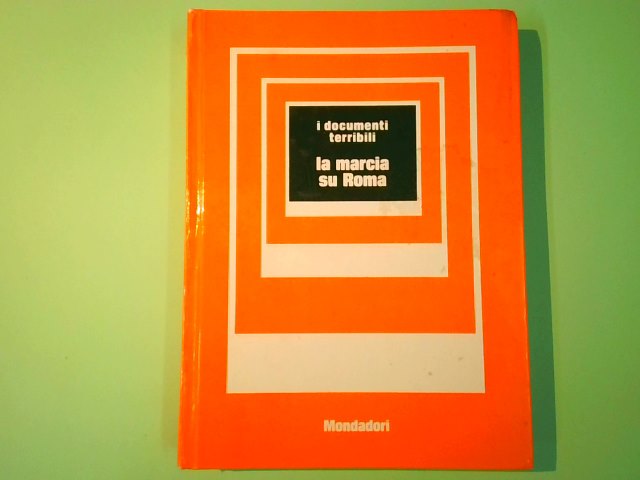 i documenti
terribili
la marcia
su Roma
Mondadori